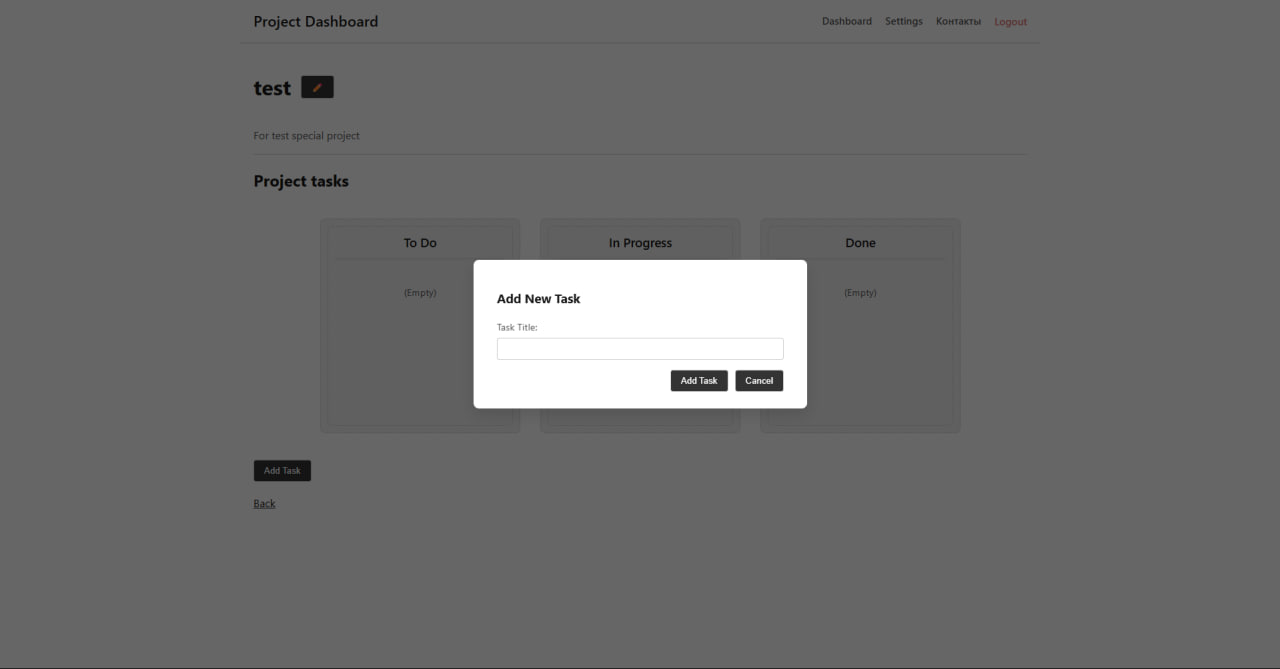 Project Dashboard
Dashboard Settings Контакты Logout
test
For test special project
Project tasks
To Do
In Progress
Done
(Empty)
(Empty)
Add New Task
Task Title:
Add Task Cancel
Add Task
Back